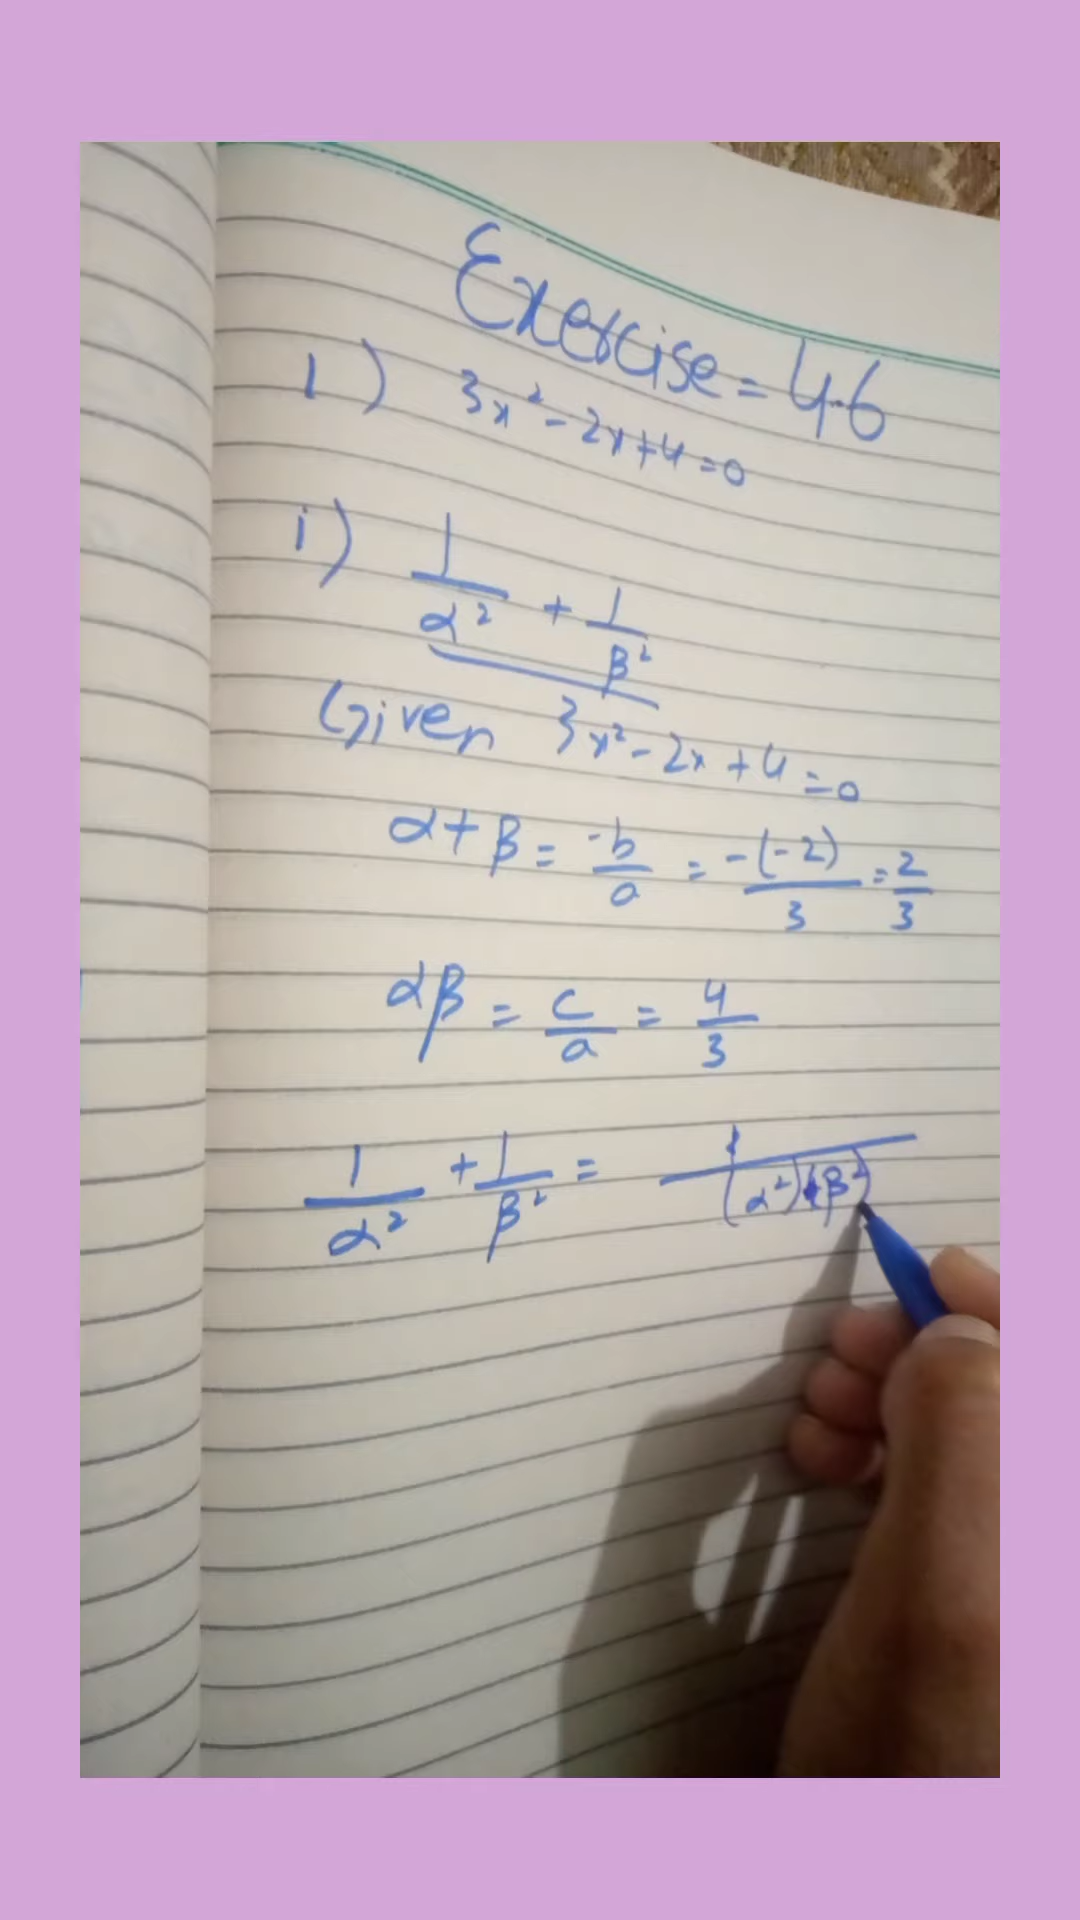 Exercise = 4.6
1) 3x² - 2x + 4 = 0
i) 1/α² + 1/β²
Given 3x² - 2x + 4 = 0
α + β = -b/a = -(-2)/3 = 2/3
αβ = c/a = 4/3
1/α² + 1/β² = /(α²)(β²)